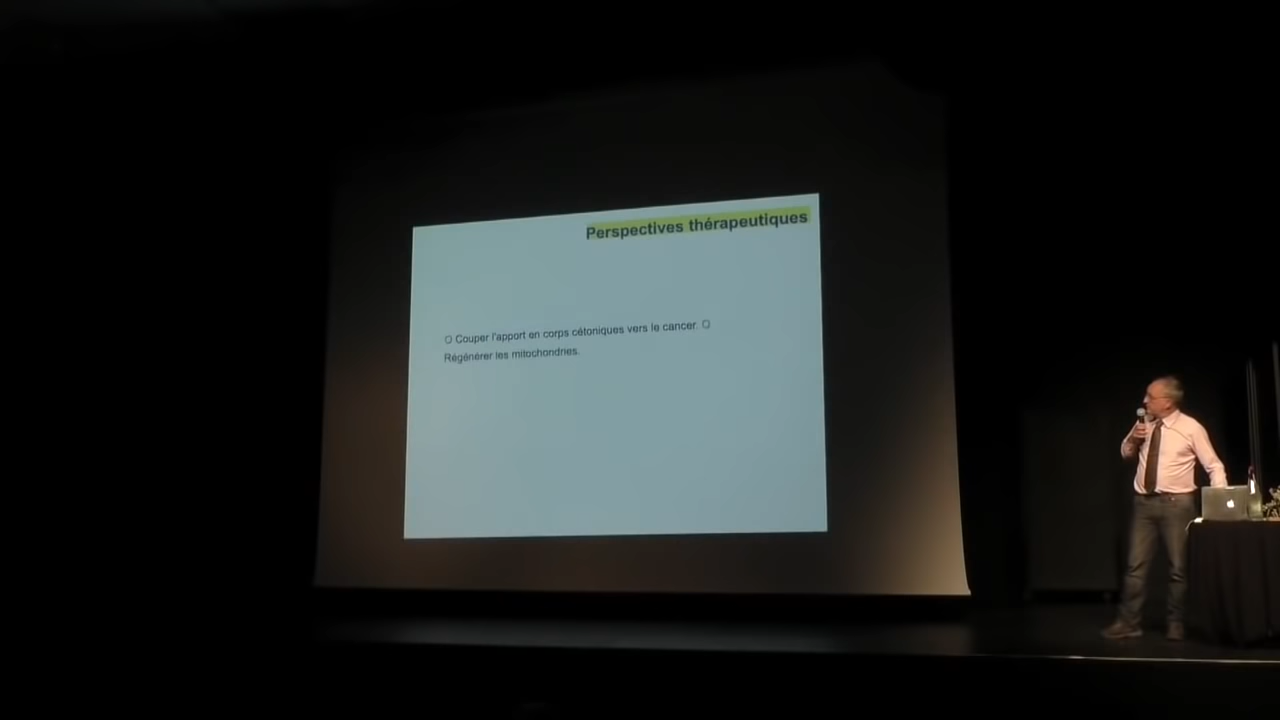 Perspectives thérapeutiques
O Couper l'apport en corps cétoniques vers le cancer. O
Régénérer les mitochondries.